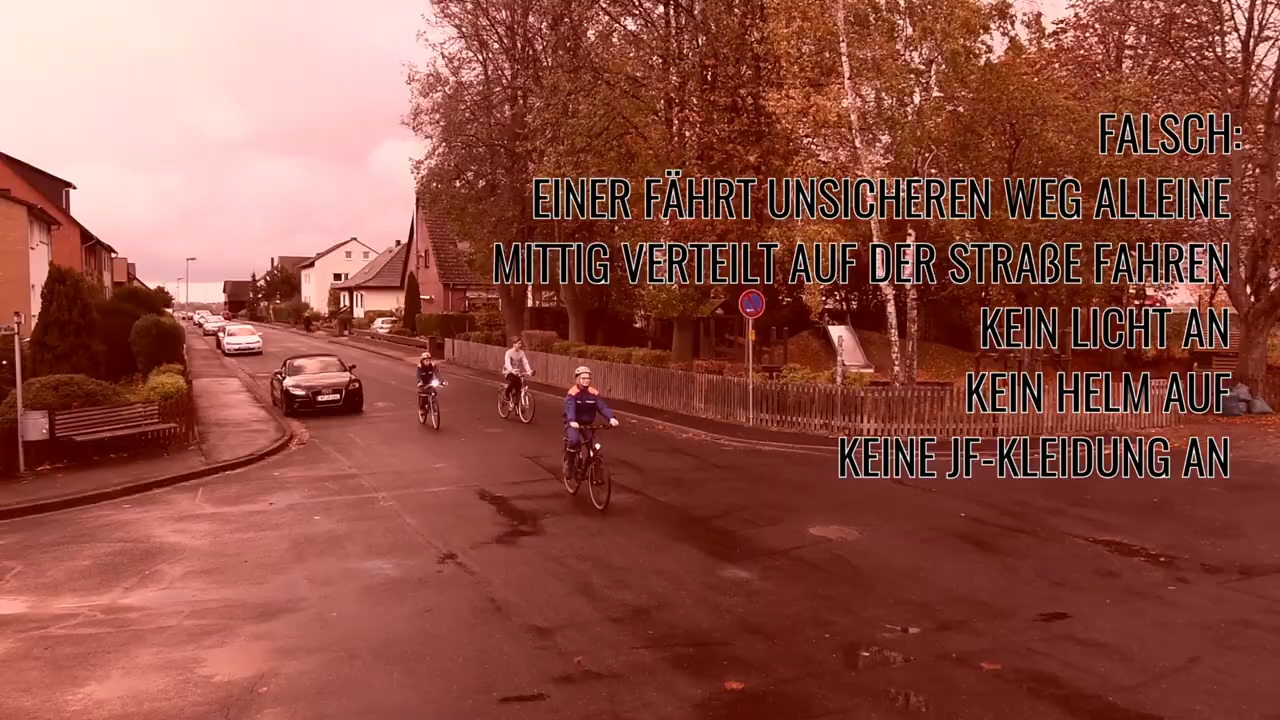 FALSCH:
EINER FÄHRT UNSICHEREN WEG ALLEINE
MITTIG VERTEILT AUF DER STRAßE FAHREN
KEIN LICHT AN
KEIN HELM AUF
KEINE JF-KLEIDUNG AN